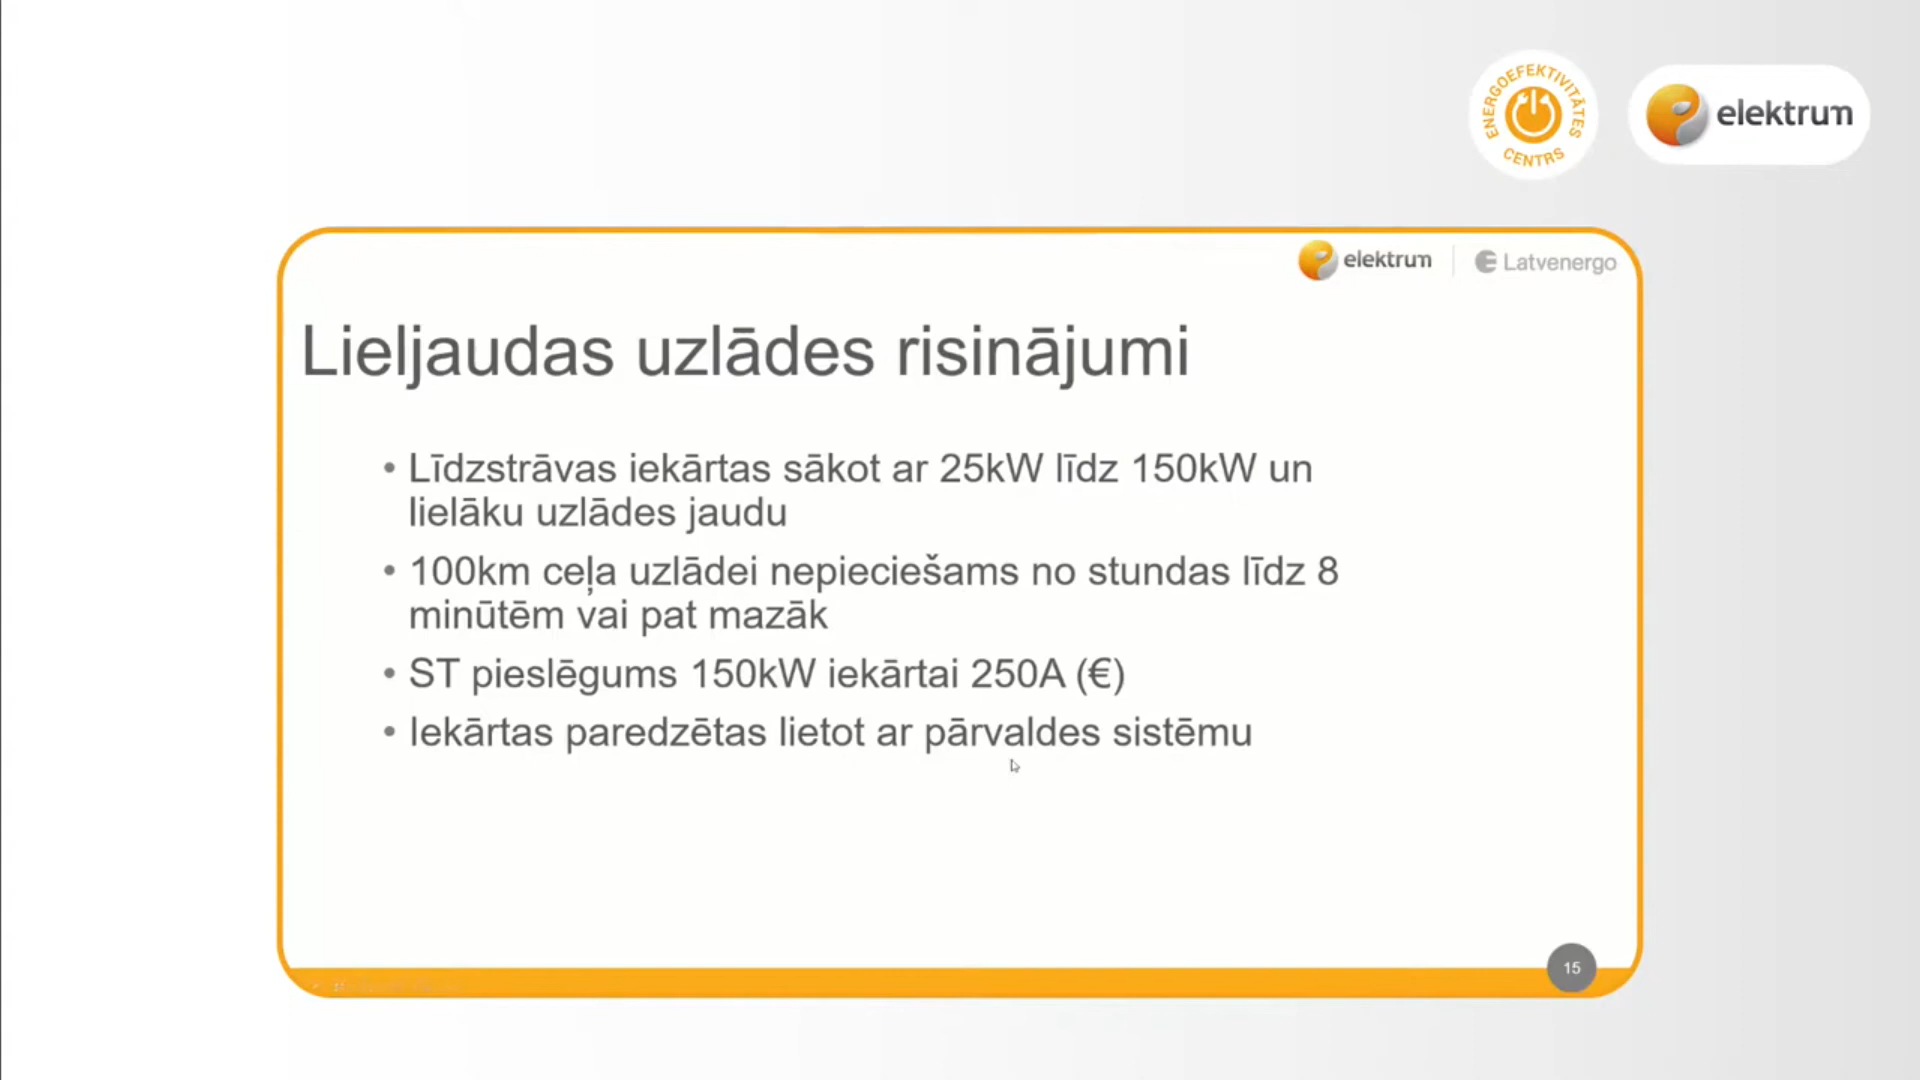 ENERGOEFEKTIVITĀTES
CENTRS
elektrum
elektrum
Latvenergo
Lieljaudas uzlādes risinājumi
• Līdzstrāvas iekārtas sākot ar 25kW līdz 150kW un
lielāku uzlādes jaudu
• 100km ceļa uzlādei nepieciešams no stundas līdz 8
minūtēm vai pat mazāk
• ST pieslēgums 150kW iekārtai 250A (€)
• Iekārtas paredzētas lietot ar pārvaldes sistēmu
15